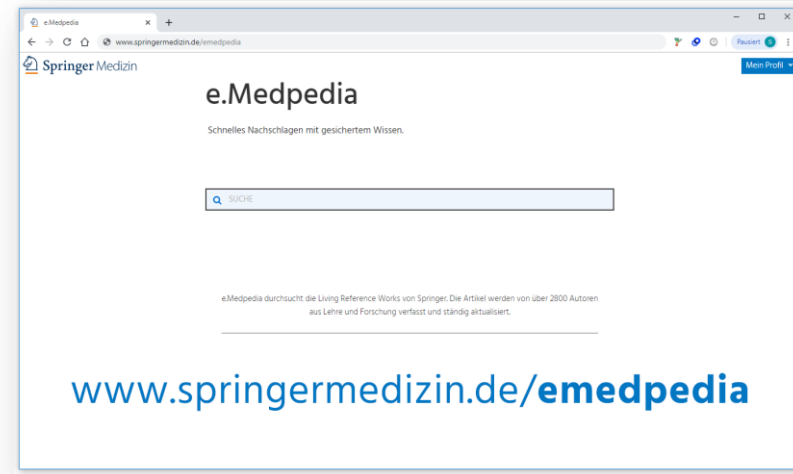 e.Medpedia
www.springermedizin.de/emedpedia
Pausiert S
Springer Medizin
Mein Profil
e.Medpedia
Schnelles Nachschlagen mit gesichertem Wissen.
SUCHE
e.Medpedia durchsucht die Living Reference Works von Springer. Die Artikel werden von über 2800 Autoren
aus Lehre und Forschung verfasst und ständig aktualisiert.
www.springermedizin.de/emedpedia